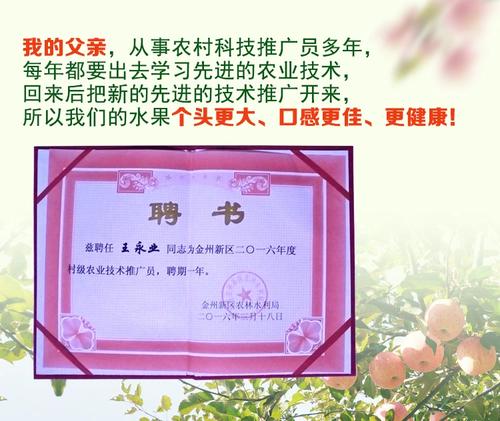 我的父亲，从事农村科技推广员多年，
每年都要出去学习先进的农业技术，
回来后把新的先进的技术推广开来，
所以我们的水果个头更大、口感更佳、更健康！
聘书
兹聘任 王永业 同志为金州新区二〇一六年度
村级农业技术推广员，聘期一年。
金州新区农林水利局
二〇一六年三月十八日